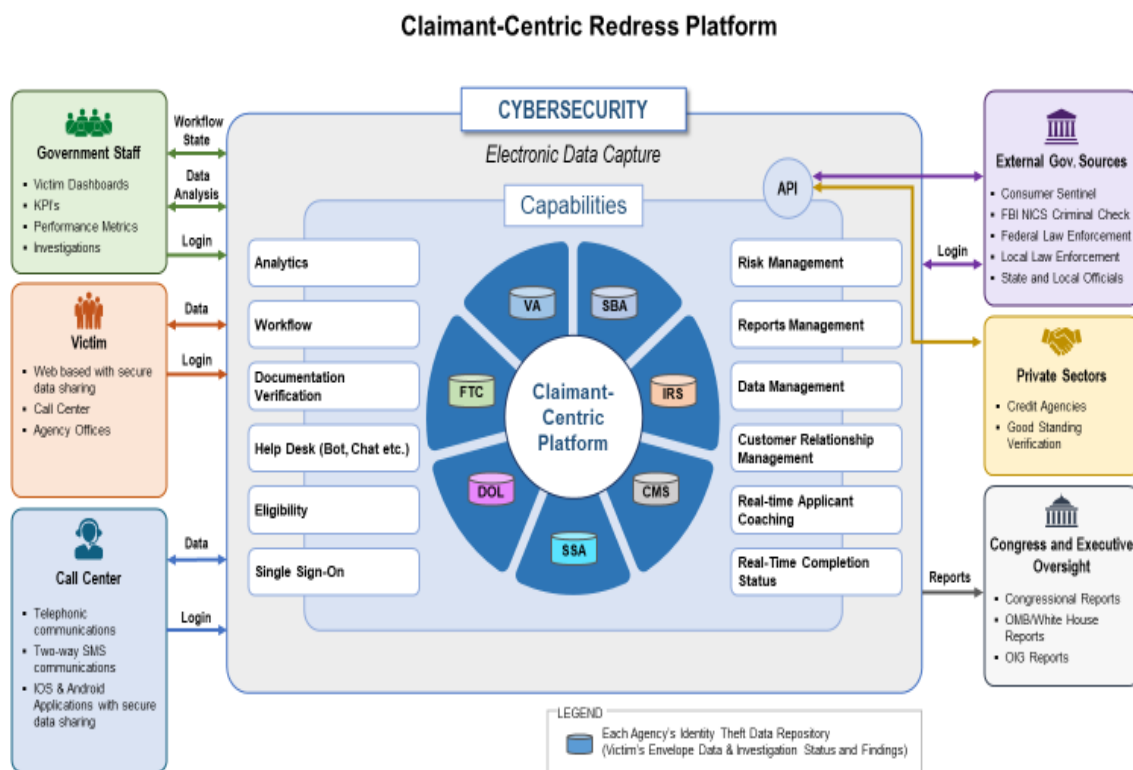 Claimant-Centric Redress Platform
Government Staff
▪ Victim Dashboards
▪ KPI's
▪ Performance Metrics
▪ Investigations
Workflow
State
Data
Analysis
Login
Victim
▪ Web based with secure
data sharing
▪ Call Center
▪ Agency Offices
Data
Login
Call Center
▪ Telephonic
communications
▪ Two-way SMS
communications
▪ IOS & Android
Applications with secure
data sharing
Data
Login
CYBERSECURITY
Electronic Data Capture
Capabilities
API
Analytics
Workflow
Documentation
Verification
Help Desk (Bot, Chat etc.)
Eligibility
Single Sign-On
VA
SBA
FTC
IRS
DOL
CMS
SSA
Claimant-
Centric
Platform
Risk Management
Reports Management
Data Management
Customer Relationship
Management
Real-time Applicant
Coaching
Real-Time Completion
Status
Login
Reports
External Gov. Sources
▪ Consumer Sentinel
▪ FBI NICS Criminal Check
▪ Federal Law Enforcement
▪ Local Law Enforcement
▪ State and Local Officials
Private Sectors
▪ Credit Agencies
▪ Good Standing
Verification
Congress and Executive
Oversight
▪ Congressional Reports
▪ OMB/White House
Reports
▪ OIG Reports
LEGEND
Each Agency's Identity Theft Data Repository
(Victim's Envelope Data & Investigation Status and Findings)